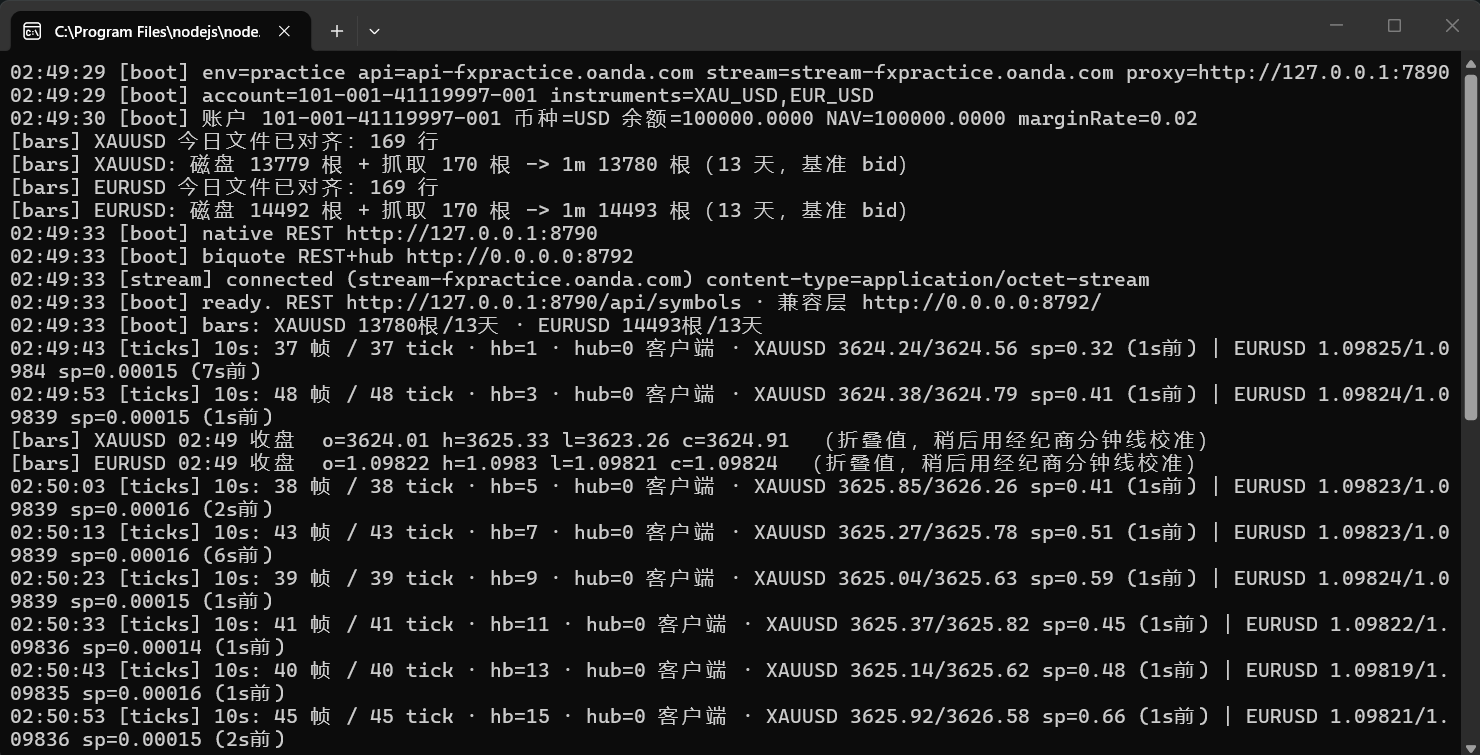 C:\Program Files\nodejs\node.
02:49:29 [boot] env=practice api=api-fxpractice.oanda.com stream=stream-fxpractice.oanda.com proxy=http://127.0.0.1:7890
02:49:29 [boot] account=101-001-41119997-001 instruments=XAU_USD,EUR_USD
02:49:30 [boot] 账户 101-001-41119997-001 币种=USD 余额=100000.0000 NAV=100000.0000 marginRate=0.02
[bars] XAUUSD 今日文件已对齐: 169 行
[bars] XAUUSD: 磁盘 13779 根 + 抓取 170 根 -> 1m 13780 根 (13 天, 基准 bid)
[bars] EURUSD 今日文件已对齐: 169 行
[bars] EURUSD: 磁盘 14492 根 + 抓取 170 根 -> 1m 14493 根 (13 天, 基准 bid)
02:49:33 [boot] native REST http://127.0.0.1:8790
02:49:33 [boot] biquote REST+hub http://0.0.0.0:8792
02:49:33 [stream] connected (stream-fxpractice.oanda.com) content-type=application/octet-stream
02:49:33 [boot] ready. REST http://127.0.0.1:8790/api/symbols · 兼容层 http://0.0.0.0:8792/
02:49:33 [boot] bars: XAUUSD 13780根/13天 · EURUSD 14493根/13天
02:49:43 [ticks] 10s: 37 帧 / 37 tick · hb=1 · hub=0 客户端 · XAUUSD 3624.24/3624.56 sp=0.32 (1s前) | EURUSD 1.09825/1.0
984 sp=0.00015 (7s前)
02:49:53 [ticks] 10s: 48 帧 / 48 tick · hb=3 · hub=0 客户端 · XAUUSD 3624.38/3624.79 sp=0.41 (1s前) | EURUSD 1.09824/1.0
9839 sp=0.00015 (1s前)
[bars] XAUUSD 02:49 收盘  o=3624.01 h=3625.33 l=3623.26 c=3624.91  (折叠值, 稍后用经纪商分钟线校准)
[bars] EURUSD 02:49 收盘  o=1.09822 h=1.0983 l=1.09821 c=1.09824  (折叠值, 稍后用经纪商分钟线校准)
02:50:03 [ticks] 10s: 38 帧 / 38 tick · hb=5 · hub=0 客户端 · XAUUSD 3625.85/3626.26 sp=0.41 (1s前) | EURUSD 1.09823/1.0
9839 sp=0.00016 (2s前)
02:50:13 [ticks] 10s: 43 帧 / 43 tick · hb=7 · hub=0 客户端 · XAUUSD 3625.27/3625.78 sp=0.51 (1s前) | EURUSD 1.09823/1.0
9839 sp=0.00016 (6s前)
02:50:23 [ticks] 10s: 39 帧 / 39 tick · hb=9 · hub=0 客户端 · XAUUSD 3625.04/3625.63 sp=0.59 (1s前) | EURUSD 1.09824/1.0
9839 sp=0.00015 (1s前)
02:50:33 [ticks] 10s: 41 帧 / 41 tick · hb=11 · hub=0 客户端 · XAUUSD 3625.37/3625.82 sp=0.45 (1s前) | EURUSD 1.09822/1.
09836 sp=0.00014 (1s前)
02:50:43 [ticks] 10s: 40 帧 / 40 tick · hb=13 · hub=0 客户端 · XAUUSD 3625.14/3625.62 sp=0.48 (1s前) | EURUSD 1.09819/1.
09835 sp=0.00016 (1s前)
02:50:53 [ticks] 10s: 45 帧 / 45 tick · hb=15 · hub=0 客户端 · XAUUSD 3625.92/3626.58 sp=0.66 (1s前) | EURUSD 1.09821/1.
09836 sp=0.00015 (2s前)